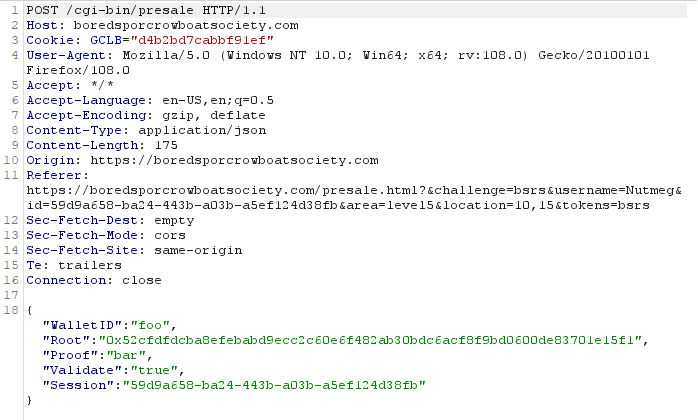 1 POST /cgi-bin/presale HTTP/1.1
2 Host: boredsporcrowboatsociety.com
3 Cookie: GCLB="d4b2bd7cabbf91ef"
4 User-Agent: Mozilla/5.0 (Windows NT 10.0; Win64; x64; rv:108.0) Gecko/20100101
Firefox/108.0
5 Accept: */*
6 Accept-Language: en-US,en;q=0.5
7 Accept-Encoding: gzip, deflate
8 Content-Type: application/json
9 Content-Length: 175
10 Origin: https://boredsporcrowboatsociety.com
11 Referer:
https://boredsporcrowboatsociety.com/presale.html?&challenge=bsrs&username=Nutmeg&
id=59d9a658-ba24-443b-a03b-a5ef124d38fb&area=level5&location=10,15&tokens=bsrs
12 Sec-Fetch-Dest: empty
13 Sec-Fetch-Mode: cors
14 Sec-Fetch-Site: same-origin
15 Te: trailers
16 Connection: close
17
18 {
"WalletID":"foo",
"Root":"0x52cfdfdcba8efebabd9ecc2c60e6f482ab30bdc6acf8f9bd0600de83701e15f1",
"Proof":"bar",
"Validate":"true",
"Session":"59d9a658-ba24-443b-a03b-a5ef124d38fb"
}